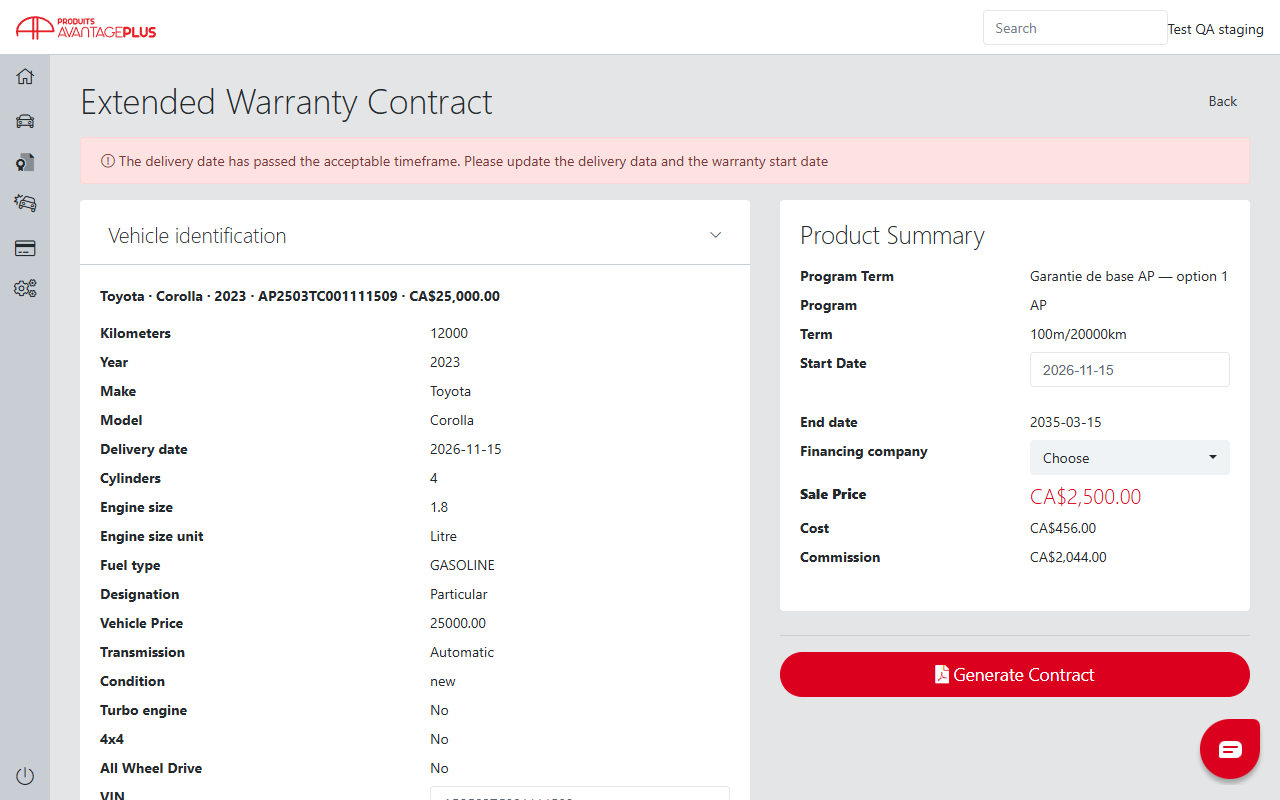 PRODUITS
AVANTAGEPLUS
Search
Test QA staging
Extended Warranty Contract
Back
The delivery date has passed the acceptable timeframe. Please update the delivery data and the warranty start date
Vehicle identification
Toyota · Corolla · 2023 · AP2503TC001111509 · CA$25,000.00
Kilometers 12000
Year 2023
Make Toyota
Model Corolla
Delivery date 2026-11-15
Cylinders 4
Engine size 1.8
Engine size unit Litre
Fuel type GASOLINE
Designation Particular
Vehicle Price 25000.00
Transmission Automatic
Condition new
Turbo engine No
4x4 No
All Wheel Drive No
VIN
Product Summary
Program Term Garantie de base AP — option 1
Program AP
Term 100m/20000km
Start Date 2026-11-15
End date 2035-03-15
Financing company Choose
Sale Price CA$2,500.00
Cost CA$456.00
Commission CA$2,044.00
Generate Contract